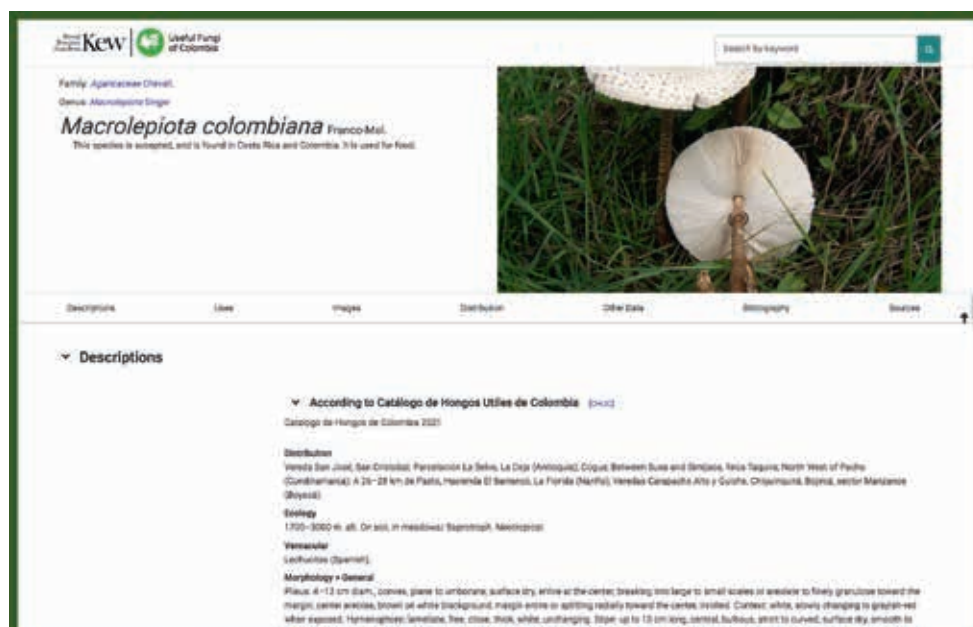 Kew
Useful Fungi
of Colombia
Search by keyword
Family: Agaricaceae Chevall.
Genus: Macrolepiota Singer
Macrolepiota colombiana Franco-Mol.
This species is accepted, and is found in Costa Rica and Colombia. It is used for food.
Descriptions Uses Images Distribution Other Data Bibliography Sources
Descriptions
According to Catálogo de Hongos Utiles de Colombia
Catálogo de Hongos de Colombia 2021
Distribution
Vereda San José, San Cristobal, Parcelación La Selva, La Ceja (Antioquia); Cogua, Between Susa and Simijaca, Finca Taquira, North West of Pacho
(Cundinamarca); A 26-28 km de Pasto, Hacienda El Barranco, La Florida (Nariño); Veredas Carapacho Alto y Quiche, Chiquinquirá, Bojirque, sector Manzanos
(Boyacá).
Ecology
1700–3000 m. alt. On soil, in meadows; Saprotroph. Neotropical.
Vernacular
(Spanish).
Morphology General
Pileus 4–13 cm diam., convex, plane to umbonate, surface dry, entire at the center, breaking into large to small scales or areolate to finely granulose toward the
margin, center areolae, brown on white background, margin entire or splitting radially toward the center, incurved. Context white, slowly changing to grayish-red
when exposed. Hymenophore lamellate, free, close, thick, white, unchanging. Stipe up to 13 cm long, central, bulbous, strict to curved, surface dry, smooth to